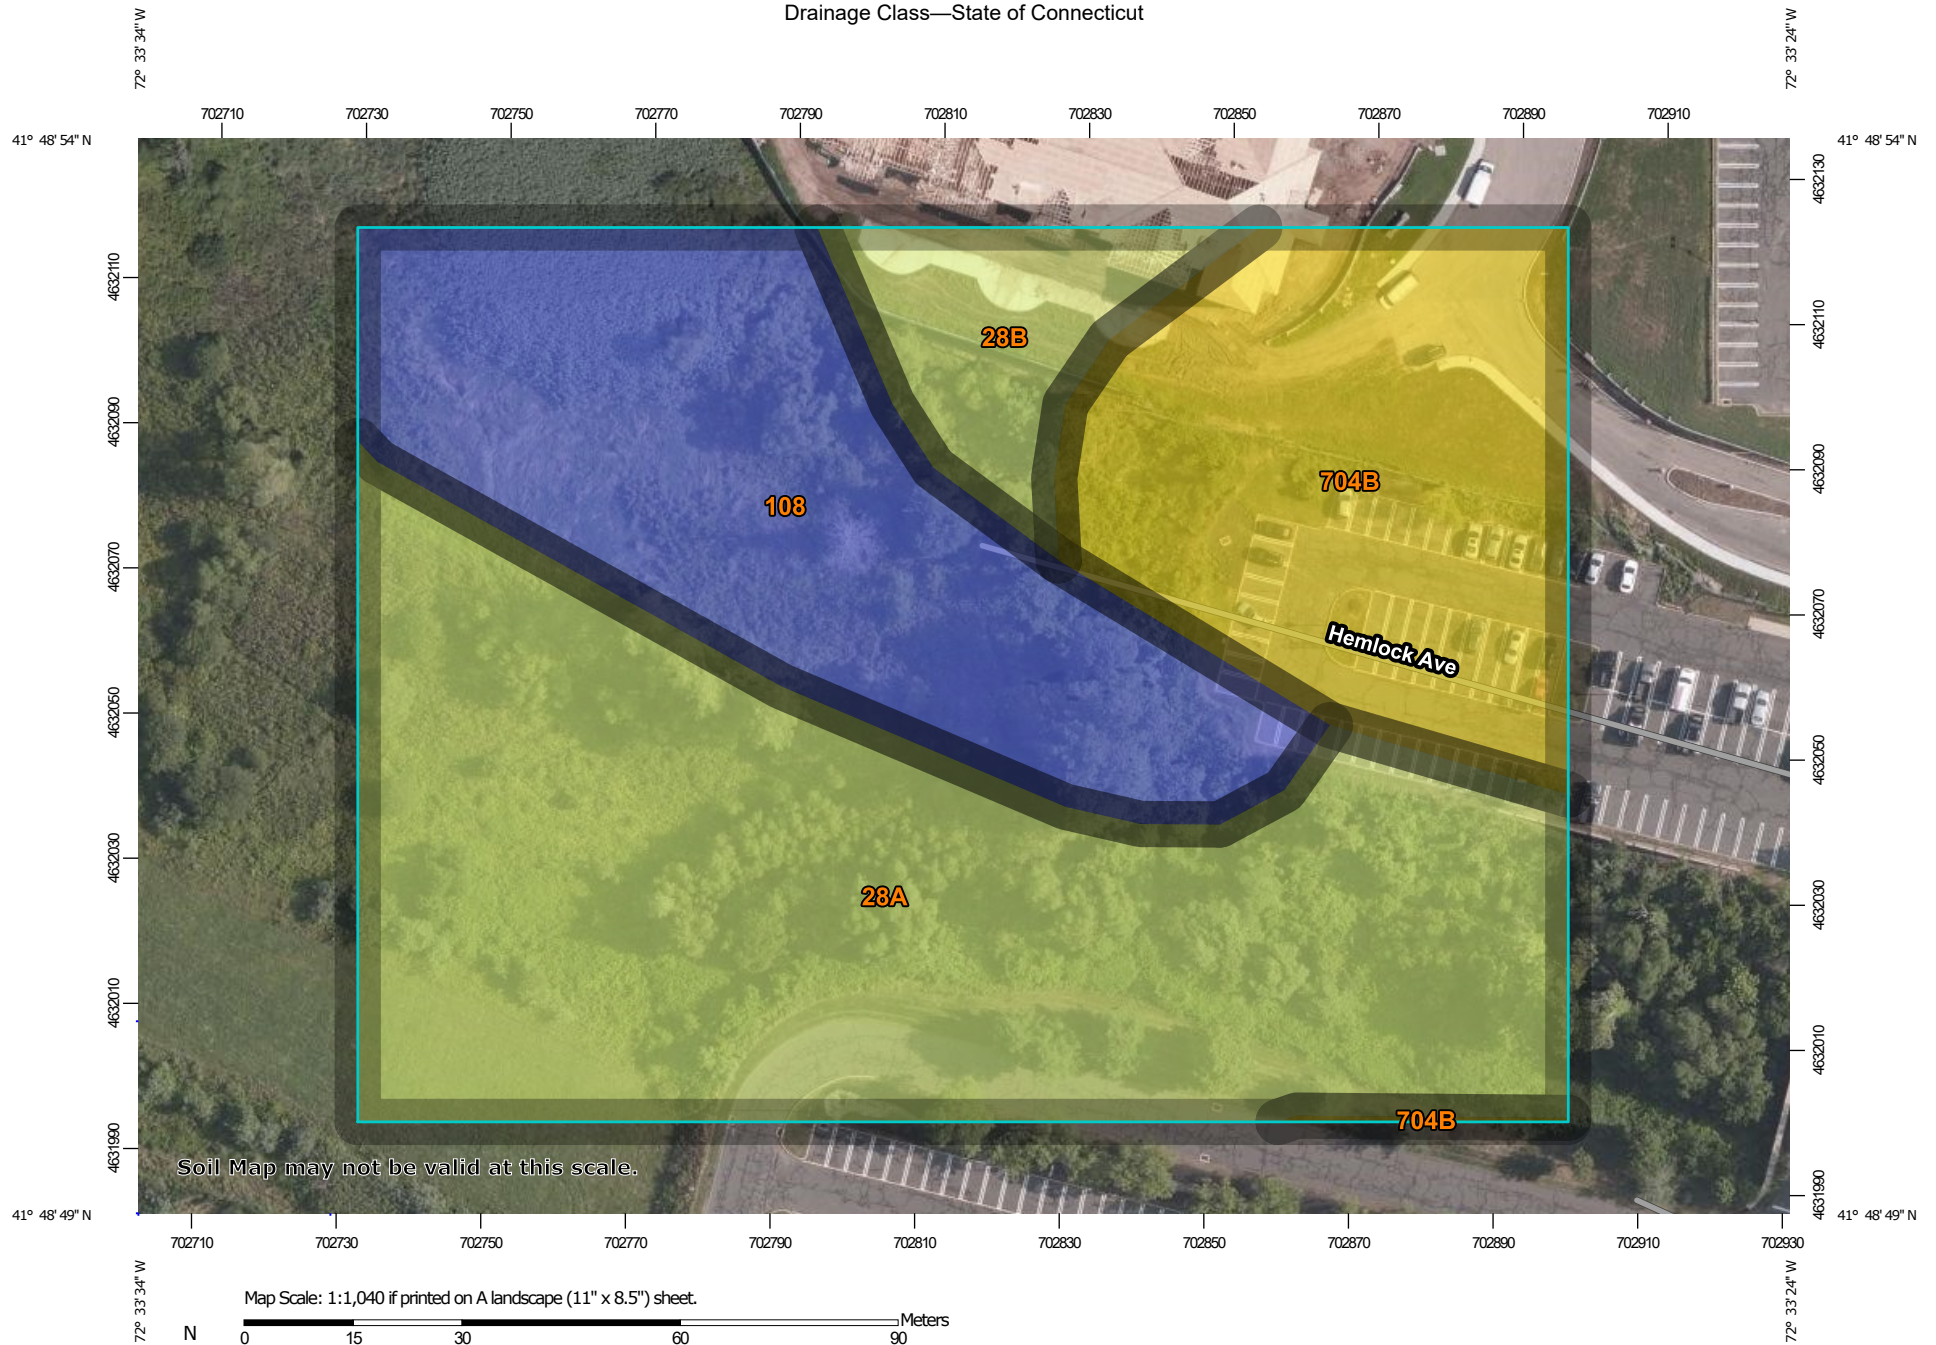 Drainage Class—State of Connecticut
72° 33' 34'' W
72° 33' 24'' W
702710 702730 702750 702770 702790 702810 702830 702850 702870 702890 702910
41° 48' 54'' N
41° 48' 54'' N
4632130
4632110
4632110
28B
4632090
4632090
704B
108
4632070
4632070
Hemlock Ave
4632050
4632050
4632030
4632030
28A
4632010
4632010
704B
4631990
4631990
Soil Map may not be valid at this scale.
41° 48' 49'' N
41° 48' 49'' N
702710 702730 702750 702770 702790 702810 702830 702850 702870 702890 702910 702930
72° 33' 34'' W
72° 33' 24'' W
Map Scale: 1:1,040 if printed on A landscape (11" x 8.5") sheet.
Meters
N
0 15 30 60 90